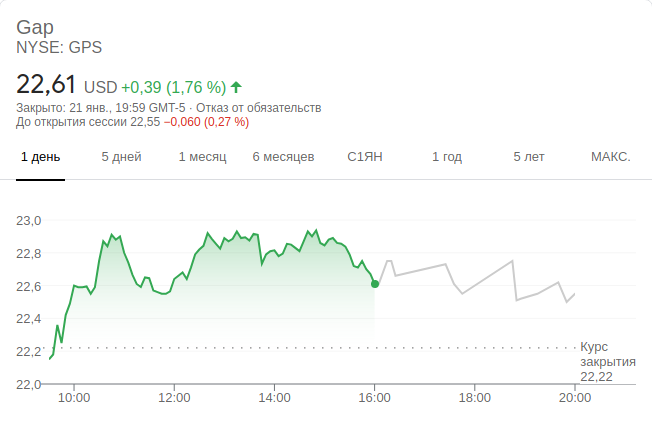 Gap
NYSE: GPS
22,61 USD +0,39 (1,76 %)
Закрыто: 21 янв., 19:59 GMT-5 · Отказ от обязательств
До открытия сессии 22,55 −0,060 (0,27 %)
1 день 5 дней 1 месяц 6 месяцев С1ЯН 1 год 5 лет МАКС.
23,0
22,8
22,6
22,4
22,2
Курс
закрытия
22,22
22,0
10:00 12:00 14:00 16:00 18:00 20:00